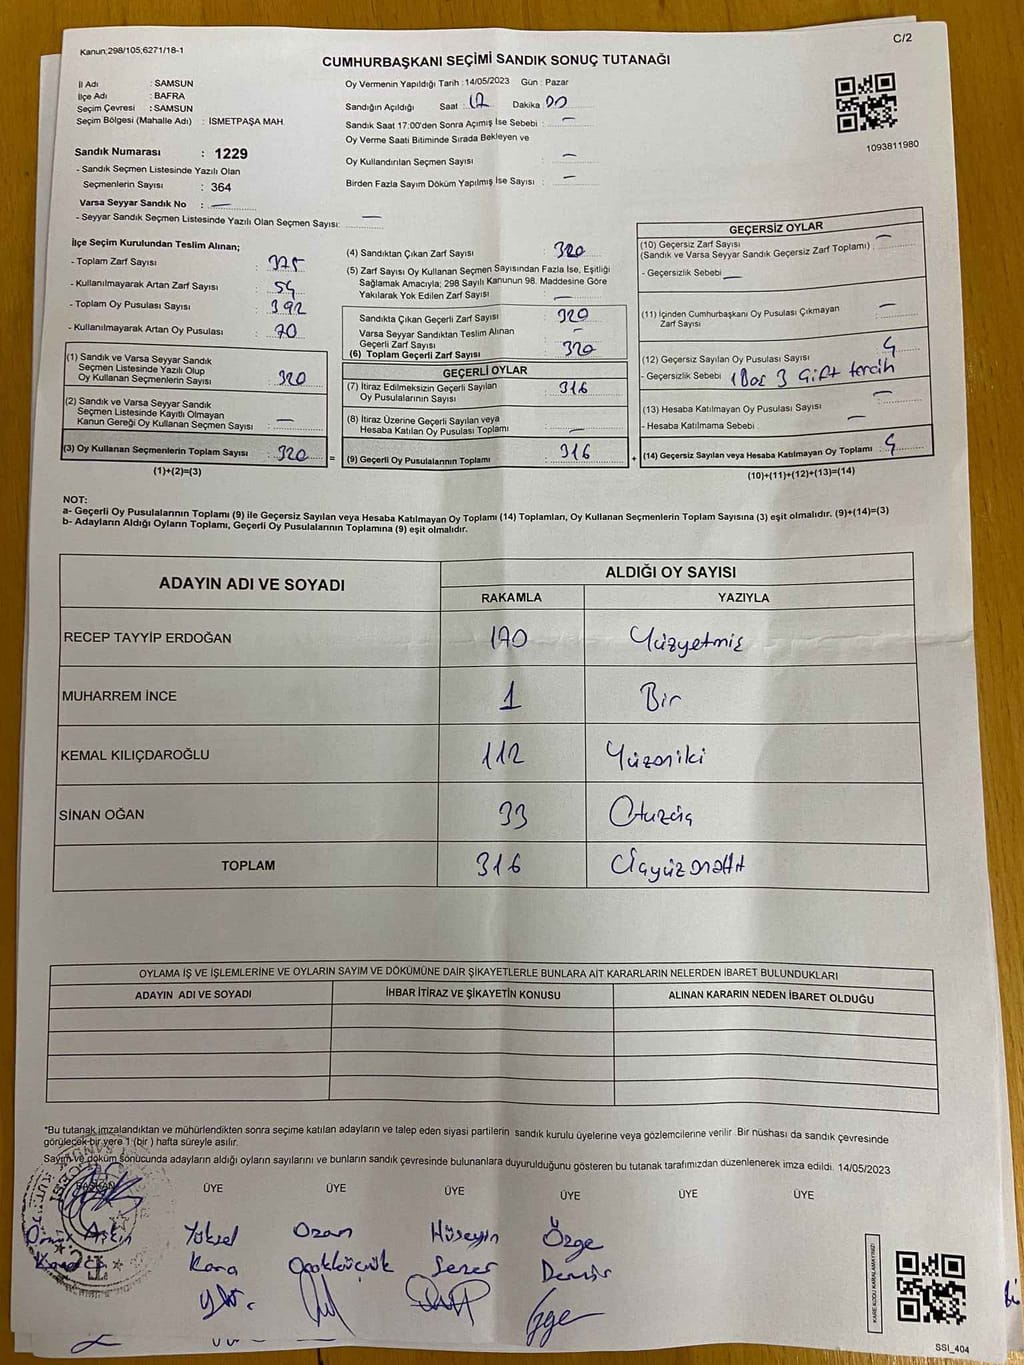 Kanun;298/105;6271/18-1
C/2
CUMHURBAŞKANI SEÇİMİ SANDIK SONUÇ TUTANAĞI
İl Adı : SAMSUN
İlçe Adı : BAFRA
Seçim Çevresi : SAMSUN
Seçim Bölgesi (Mahalle Adı) : İSMETPAŞA MAH.
Sandık Numarası : 1229
- Sandık Seçmen Listesinde Yazılı Olan
Seçmenlerin Sayısı : 364
Varsa Seyyar Sandık No : —
- Seyyar Sandık Seçmen Listesinde Yazılı Olan Seçmen Sayısı: —
Oy Vermenin Yapıldığı Tarih : 14/05/2023 Gün : Pazar
Sandığın Açıldığı Saat : 17 Dakika : 00
Sandık Saat 17:00'den Sonra Açımış İse Sebebi : —
Oy Verme Saati Bitiminde Sırada Bekleyen ve
Oy Kullandırılan Seçmen Sayısı : —
Birden Fazla Sayım Döküm Yapılmış İse Sayısı : —
1093811980
İlçe Seçim Kurulundan Teslim Alınan;
- Toplam Zarf Sayısı : 375
- Kullanılmayarak Artan Zarf Sayısı : 54
- Toplam Oy Pusulası Sayısı : 392
- Kullanılmayarak Artan Oy Pusulası : 70
(1) Sandık ve Varsa Seyyar Sandık
Seçmen Listesinde Yazılı Olup
Oy Kullanan Seçmenlerin Sayısı : 320
(2) Sandık ve Varsa Seyyar Sandık
Seçmen Listesinde Kayıtlı Olmayan
Kanun Gereği Oy Kullanan Seçmen Sayısı : —
(3) Oy Kullanan Seçmenlerin Toplam Sayısı : 320 =
(1)+(2)=(3)
(4) Sandıktan Çıkan Zarf Sayısı : 320
(5) Zarf Sayısı Oy Kullanan Seçmen Sayısından Fazla İse, Eşitliği
Sağlamak Amacıyla; 298 Sayılı Kanunun 98. Maddesine Göre
Yakılarak Yok Edilen Zarf Sayısı : —
Sandıkta Çıkan Geçerli Zarf Sayısı : 320
Varsa Seyyar Sandıktan Teslim Alınan
Geçerli Zarf Sayısı : —
(6) Toplam Geçerli Zarf Sayısı : 320
GEÇERLİ OYLAR
(7) İtiraz Edilmeksizin Geçerli Sayılan
Oy Pusulalarının Sayısı : 316
(8) İtiraz Üzerine Geçerli Sayılan veya
Hesaba Katılan Oy Pusulaları Toplamı : —
(9) Geçerli Oy Pusulalarının Toplamı : 316 +
GEÇERSİZ OYLAR
(10) Geçersiz Zarf Sayısı
(Sandık ve Varsa Seyyar Sandık Geçersiz Zarf Toplamı) : —
- Geçersizlik Sebebi : —
(11) İçinden Cumhurbaşkanı Oy Pusulası Çıkmayan
Zarf Sayısı : —
(12) Geçersiz Sayılan Oy Pusulası Sayısı : 4
- Geçersizlik Sebebi : 1 Boş 3 Çift tercih
(13) Hesaba Katılmayan Oy Pusulası Sayısı : —
- Hesaba Katılmama Sebebi : —
(14) Geçersiz Sayılan veya Hesaba Katılmayan Oy Toplamı : 4
(10)+(11)+(12)+(13)=(14)
NOT:
a- Geçerli Oy Pusulalarının Toplamı (9) ile Geçersiz Sayılan veya Hesaba Katılmayan Oy Toplamı (14) Toplamları, Oy Kullanan Seçmenlerin Toplam Sayısına (3) eşit olmalıdır. (9)+(14)=(3)
b- Adayların Aldığı Oyların Toplamı, Geçerli Oy Pusulalarının Toplamına (9) eşit olmalıdır.
ADAYIN ADI VE SOYADI
ALDIĞI OY SAYISI
RAKAMLA YAZIYLA
RECEP TAYYİP ERDOĞAN 170 Yüzyetmiş
MUHARREM İNCE 1 Bir
KEMAL KILIÇDAROĞLU 112 Yüzoniki
SİNAN OĞAN 33 Otuzüç
TOPLAM 316 Üçyüzonaltı
OYLAMA İŞ VE İŞLEMLERİNE VE OYLARIN SAYIM VE DÖKÜMÜNE DAİR ŞİKAYETLERLE BUNLARA AİT KARARLARIN NELERDEN İBARET BULUNDUKLARI
ADAYIN ADI VE SOYADI İHBAR İTİRAZ VE ŞİKAYETİN KONUSU ALINAN KARARIN NEDEN İBARET OLDUĞU
*Bu tutanak imzalandıktan ve mühürlendikten sonra seçime katılan adayların ve talep eden siyasi partilerin sandık kurulu üyelerine veya gözlemcilerine verilir. Bir nüshası da sandık çevresinde
görülecek bir yere 1 (bir ) hafta süreyle asılır.
Sayım ve döküm sonucunda adayların aldığı oyların sayılarını ve bunların sandık çevresinde bulunanlara duyurulduğunu gösteren bu tutanak tarafımızdan düzenlenerek imza edildi. 14/05/2023
BAŞKAN ÜYE ÜYE ÜYE ÜYE ÜYE ÜYE
Yüksel Ozan Hüseyin Özge
Kara Sezer Demir
KARE KODU KARALAMAYINIZ!
SSI_404